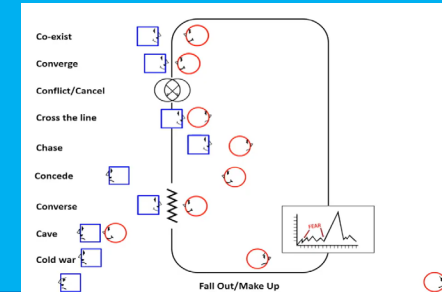 Co-exist
Converge
Conflict/Cancel
Cross the line
Chase
Concede
Converse
Cave
Cold war
FEAR
Fall Out/Make Up